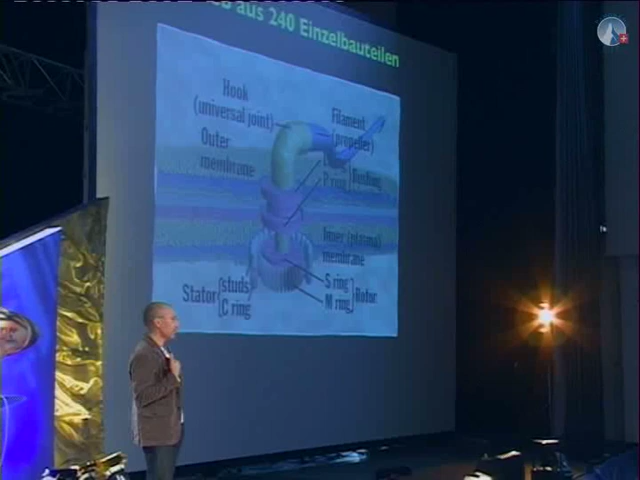 aus 240 Einzelbauteilen
Hook
(universal joint)
Filament
(propeller)
Outer
membrane
P ring
Bushing
Inner (plasma)
membrane
Stator
studs
C ring
S ring
M ring
Rotor